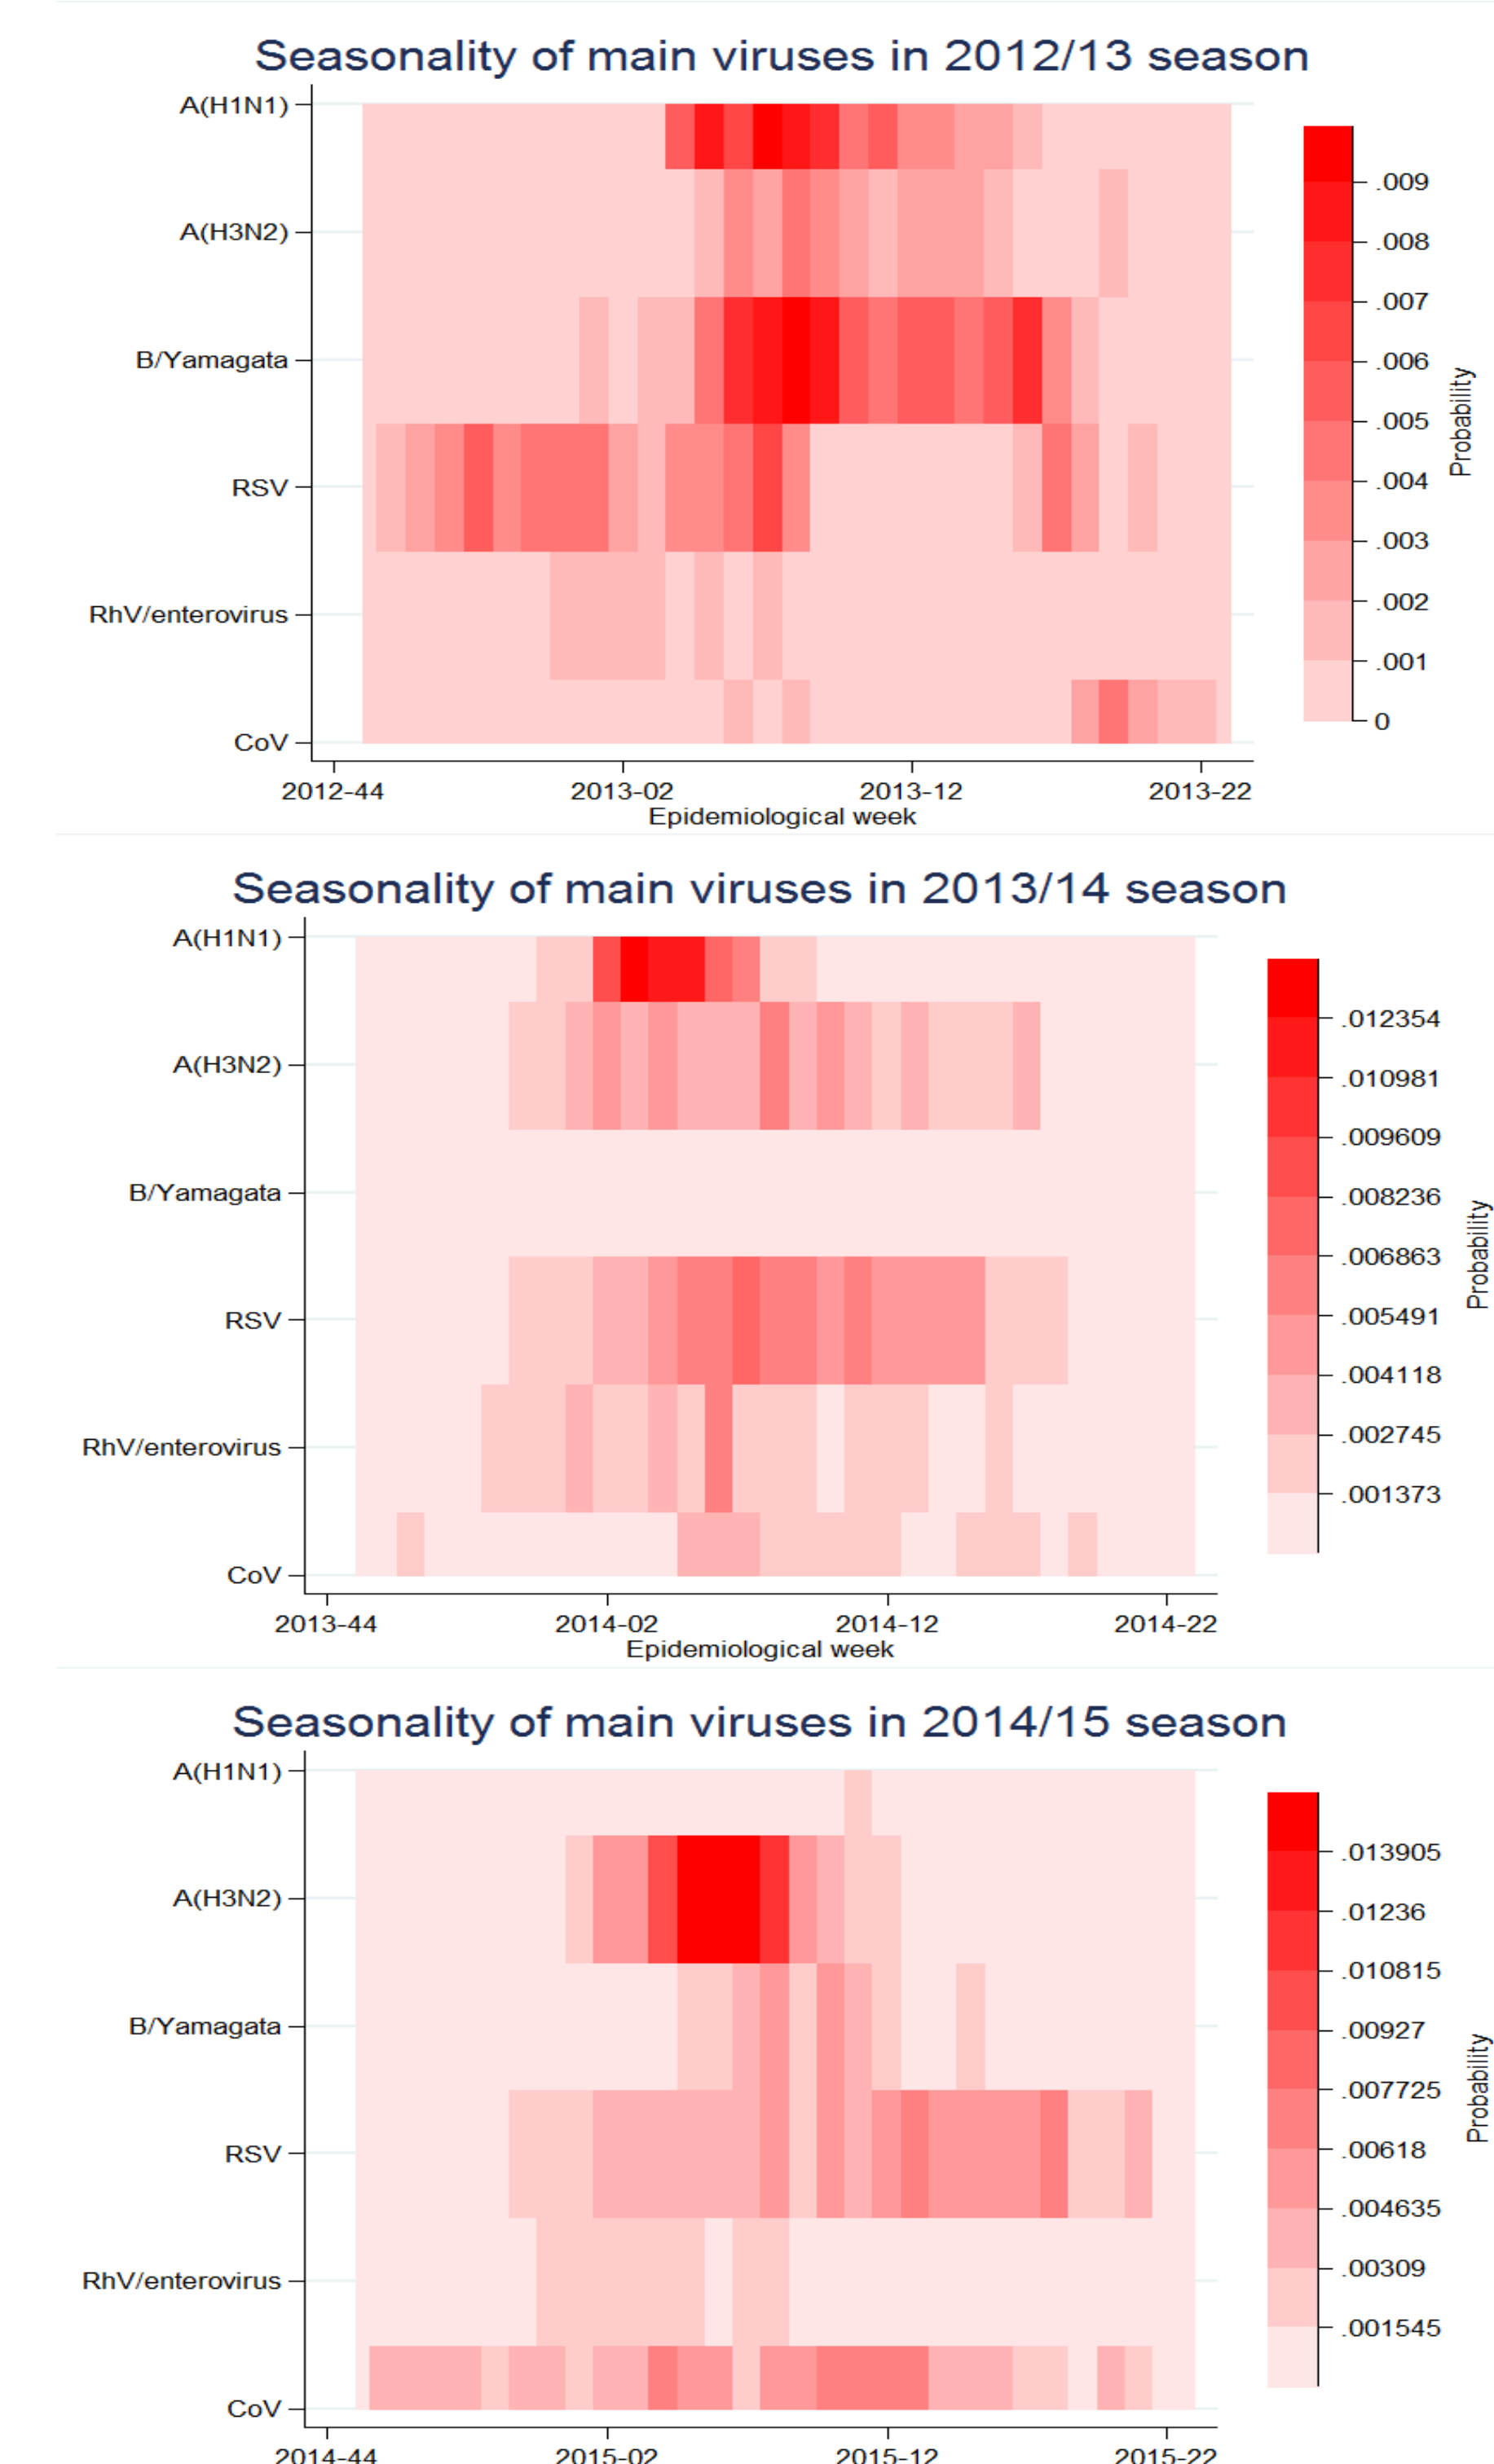 Seasonality of main viruses in 2012/13 season
A(H1N1)
A(H3N2)
B/Yamagata
RSV
RhV/enterovirus
CoV
2012-44
2013-02
2013-12
2013-22
Epidemiological week
.009
.008
.007
.006
.005
.004
.003
.002
.001
0
Probability
Seasonality of main viruses in 2013/14 season
A(H1N1)
A(H3N2)
B/Yamagata
RSV
RhV/enterovirus
CoV
2013-44
2014-02
2014-12
2014-22
Epidemiological week
.012354
.010981
.009609
.008236
.006863
.005491
.004118
.002745
.001373
Probability
Seasonality of main viruses in 2014/15 season
A(H1N1)
A(H3N2)
B/Yamagata
RSV
RhV/enterovirus
CoV
2014-44
2015-02
2015-12
2015-22
.013905
.01236
.010815
.00927
.007725
.00618
.004635
.00309
.001545
Probability